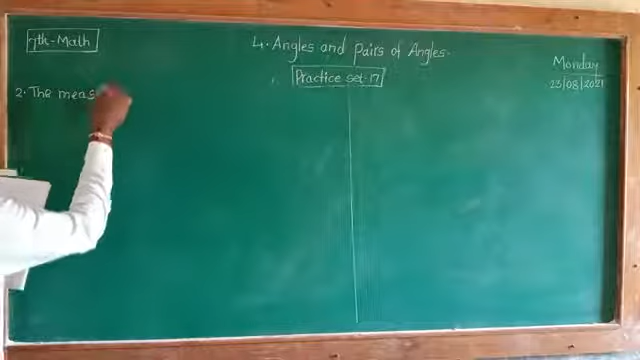 7th-Math
4. Angles and Pairs of Angles.
Practice set-17
Monday
23/08/2021
2. The meas